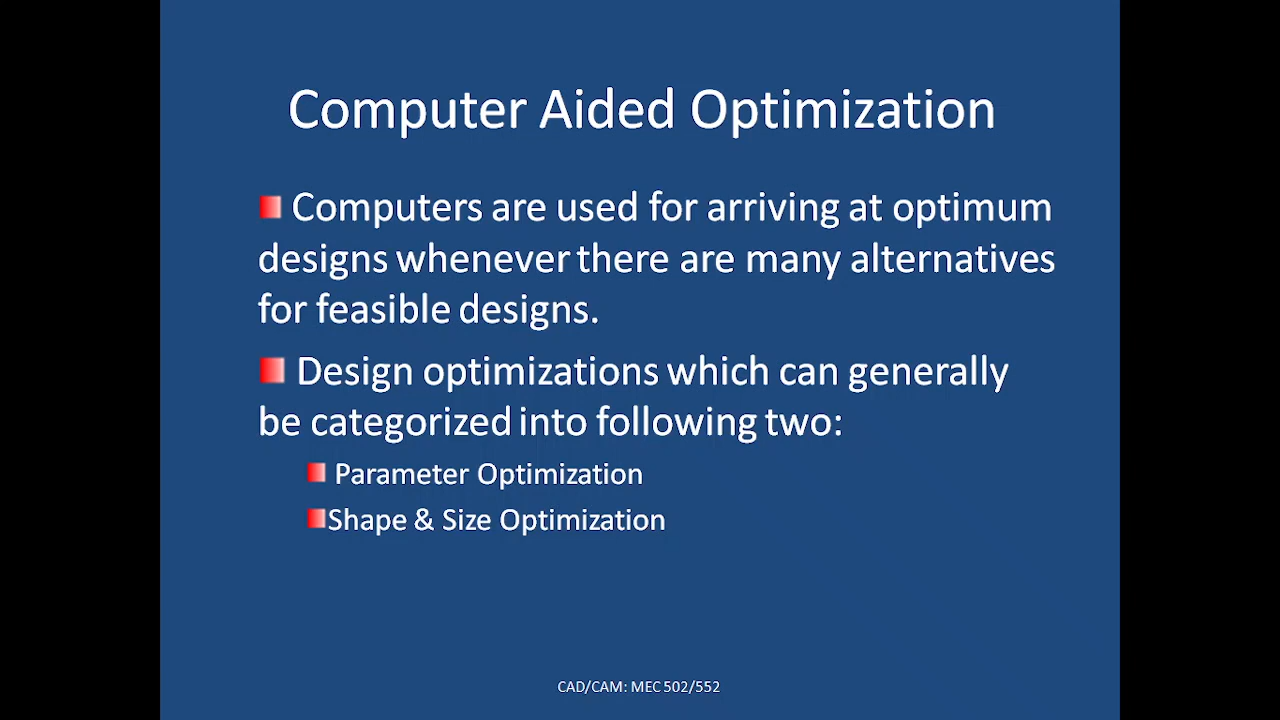 Computer Aided Optimization
Computers are used for arriving at optimum
designs whenever there are many alternatives
for feasible designs.
Design optimizations which can generally
be categorized into following two:
Parameter Optimization
Shape & Size Optimization
CAD/CAM: MEC 502/552